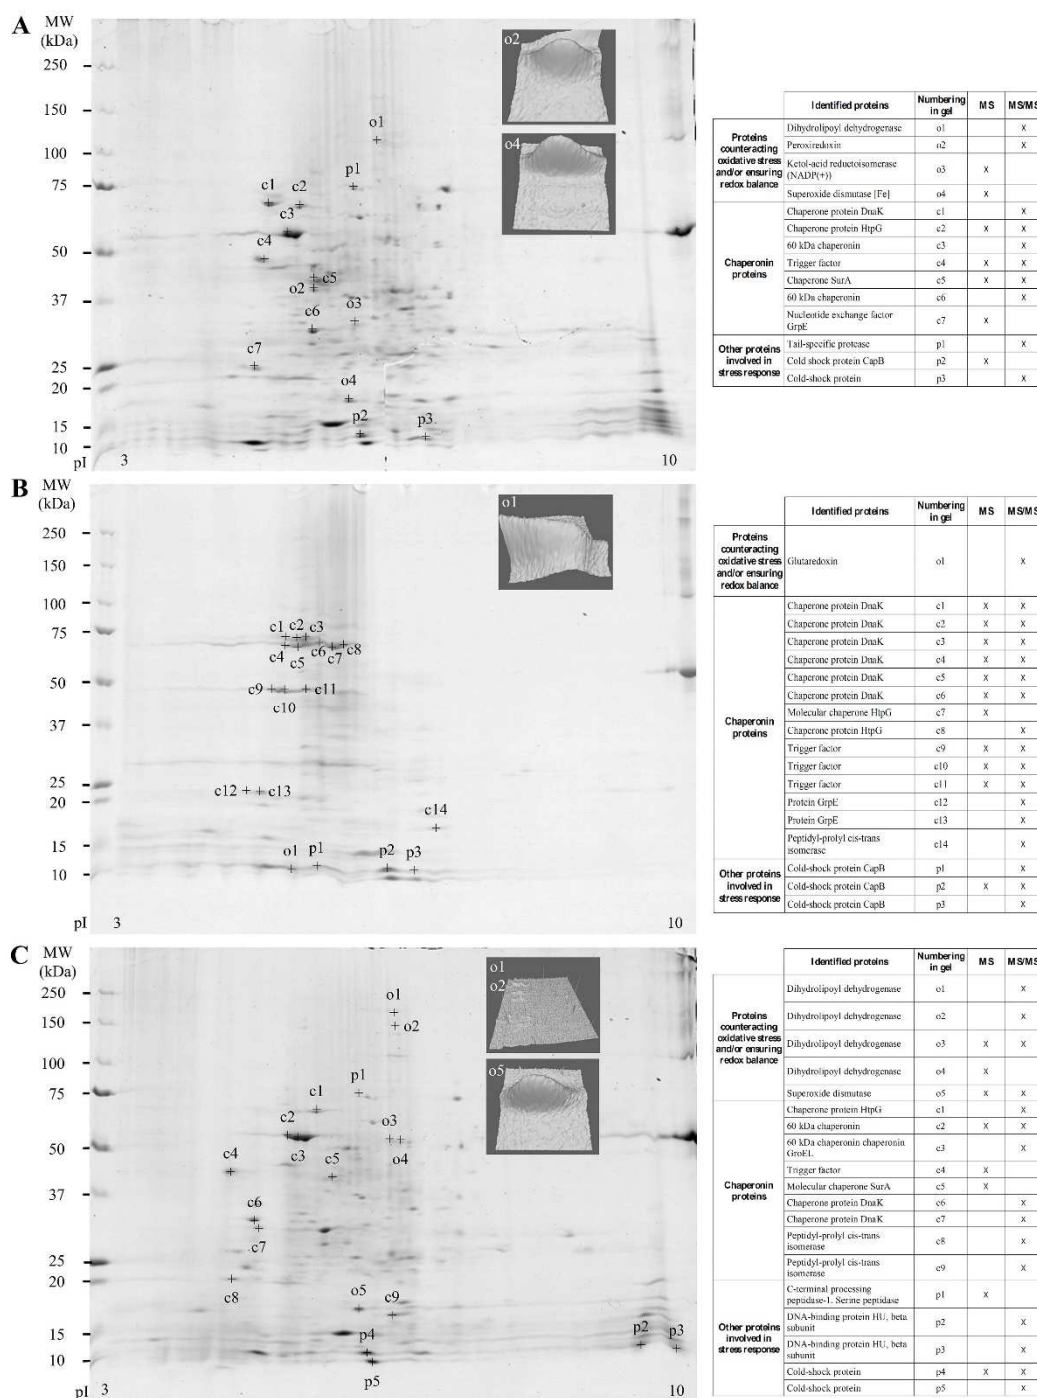 A
MW
(kDa)
250
150
100
75
50
37
25
20
15
10
pI
3
10
o1
p1
c1
c2
c3
c4
c5
o2
c6
o3
c7
o4
p2
p3
o2
o4
Identified proteins Numbering in gel MS MS/MS
Proteins counteracting oxidative stress and/or ensuring redox balance
Dihydrolipoyl dehydrogenase o1 X
Peroxiredoxin o2 X
Ketol-acid reductoisomerase (NADP(+)) o3 X
Superoxide dismutase [Fe] o4 X
Chaperonin proteins
Chaperone protein DnaK c1 X
Chaperone protein HtpG c2 X X
60 kDa chaperonin c3 X
Trigger factor c4 X X
Chaperone SurA c5 X X
60 kDa chaperonin c6 X
Nucleotide exchange factor GrpE c7 X
Other proteins involved in stress response
Tail-specific protease p1 X
Cold shock protein CapB p2 X
Cold-shock protein p3 X
B
MW
(kDa)
250
150
100
75
50
37
25
20
15
10
pI
3
10
o1
c1 c2 c3
c4 c5 c6 c7 c8
c9 c10 c11
c12 c13
c14
o1 p1 p2 p3
Identified proteins Numbering in gel MS MS/MS
Proteins counteracting oxidative stress and/or ensuring redox balance
Glutaredoxin o1 X
Chaperonin proteins
Chaperone protein DnaK c1 X X
Chaperone protein DnaK c2 X X
Chaperone protein DnaK c3 X X
Chaperone protein DnaK c4 X X
Chaperone protein DnaK c5 X X
Chaperone protein DnaK c6 X X
Molecular chaperone HtpG c7 X
Chaperone protein HtpG c8 X
Trigger factor c9 X X
Trigger factor c10 X X
Trigger factor c11 X X
Protein GrpE c12 X
Protein GrpE c13 X
Peptidyl-prolyl cis-trans isomerase c14 X
Other proteins involved in stress response
Cold-shock protein CapB p1 X
Cold-shock protein CapB p2 X X
Cold-shock protein CapB p3 X
C
MW
(kDa)
250
150
100
75
50
37
25
20
15
10
pI
3
10
o1
o2
o5
o1
o2
p1
c1
c2
c3
o3
o4
c4
c5
c6
c7
c8
o5
c9
p4
p5
p2
p3
Identified proteins Numbering in gel MS MS/MS
Proteins counteracting oxidative stress and/or ensuring redox balance
Dihydrolipoyl dehydrogenase o1 X
Dihydrolipoyl dehydrogenase o2 X
Dihydrolipoyl dehydrogenase o3 X X
Dihydrolipoyl dehydrogenase o4 X
Superoxide dismutase o5 X X
Chaperonin proteins
Chaperone protein HtpG c1 X
60 kDa chaperonin c2 X X
60 kDa chaperonin chaperonin GroEL c3 X
Trigger factor c4 X
Molecular chaperone SurA c5 X
Chaperone protein DnaK c6 X
Chaperone protein DnaK c7 X
Peptidyl-prolyl cis-trans isomerase c8 X
Peptidyl-prolyl cis-trans isomerase c9 X
Other proteins involved in stress response
C-terminal processing peptidase-1. Serine peptidase p1 X
DNA-binding protein HU, beta subunit p2 X
DNA-binding protein HU, beta subunit p3 X
Cold-shock protein p4 X X
Cold-shock protein p5 X